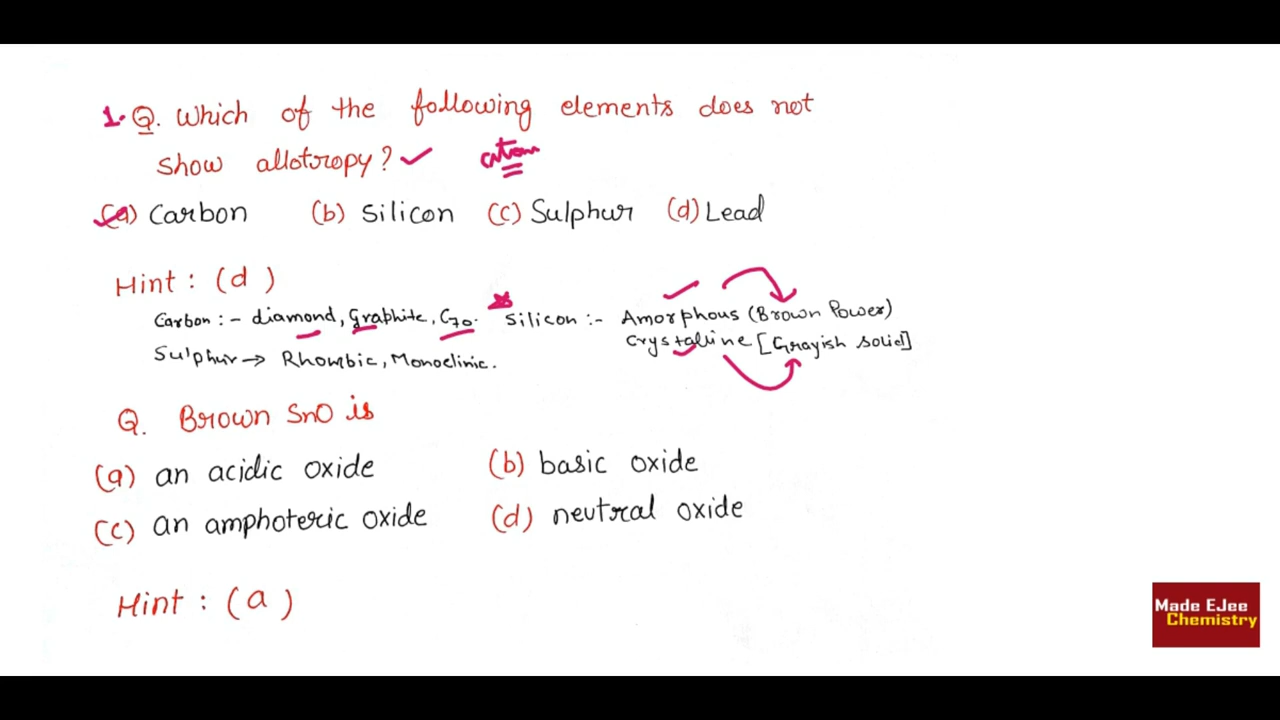 1. Q. Which of the following elements does not
show allotropy?
(a) Carbon (b) Silicon (c) Sulphur (d) Lead
Hint : (d)
Carbon :- diamond, Graphite, C70. Silicon :- Amorphous (Brown Power)
Crystalline [Grayish solid]
Sulphur → Rhombic, Monoclinic.
Q. Brown SnO is
(a) an acidic oxide (b) basic oxide
(c) an amphoteric oxide (d) neutral oxide
Hint : (a)
Made EJee
Chemistry